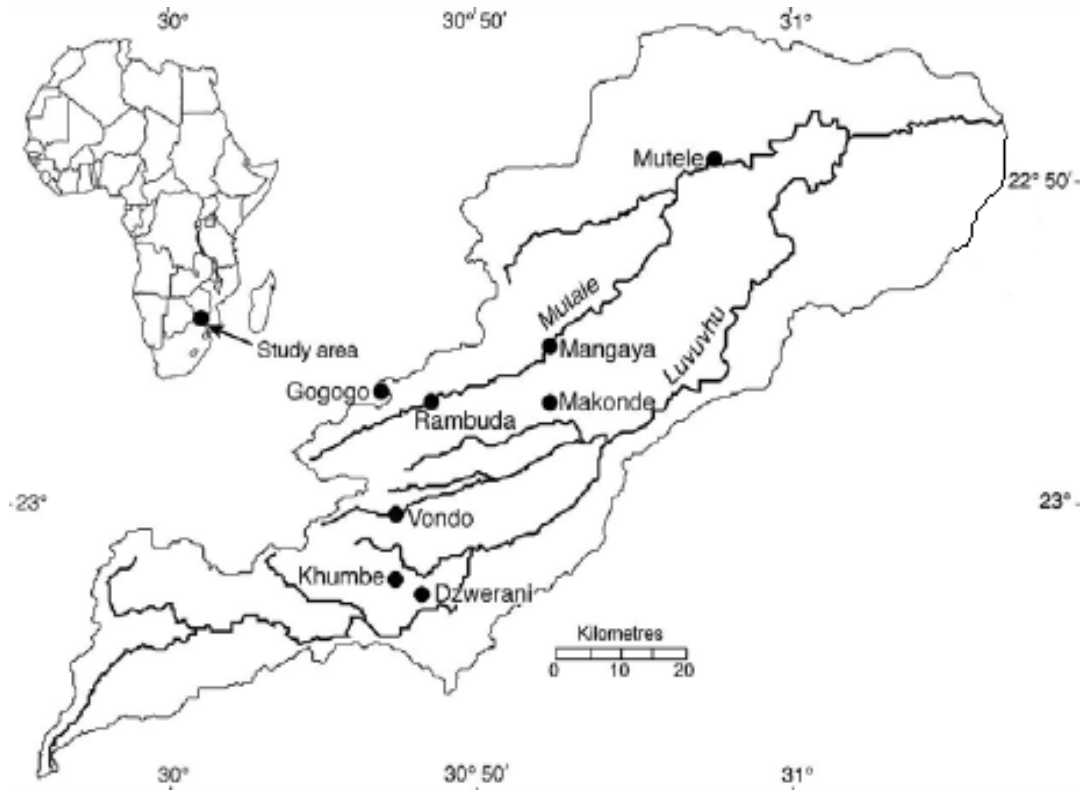 30° 30° 50′ 31°
Mutele
22° 50′
Mutale
Luvuvhu
Study area
Mangaya
Gogogo
Makonde
Rambuda
23° 23°
Vondo
Khumbe
Dzwerani
Kilometres
0 10 20
30° 30° 50′ 31°